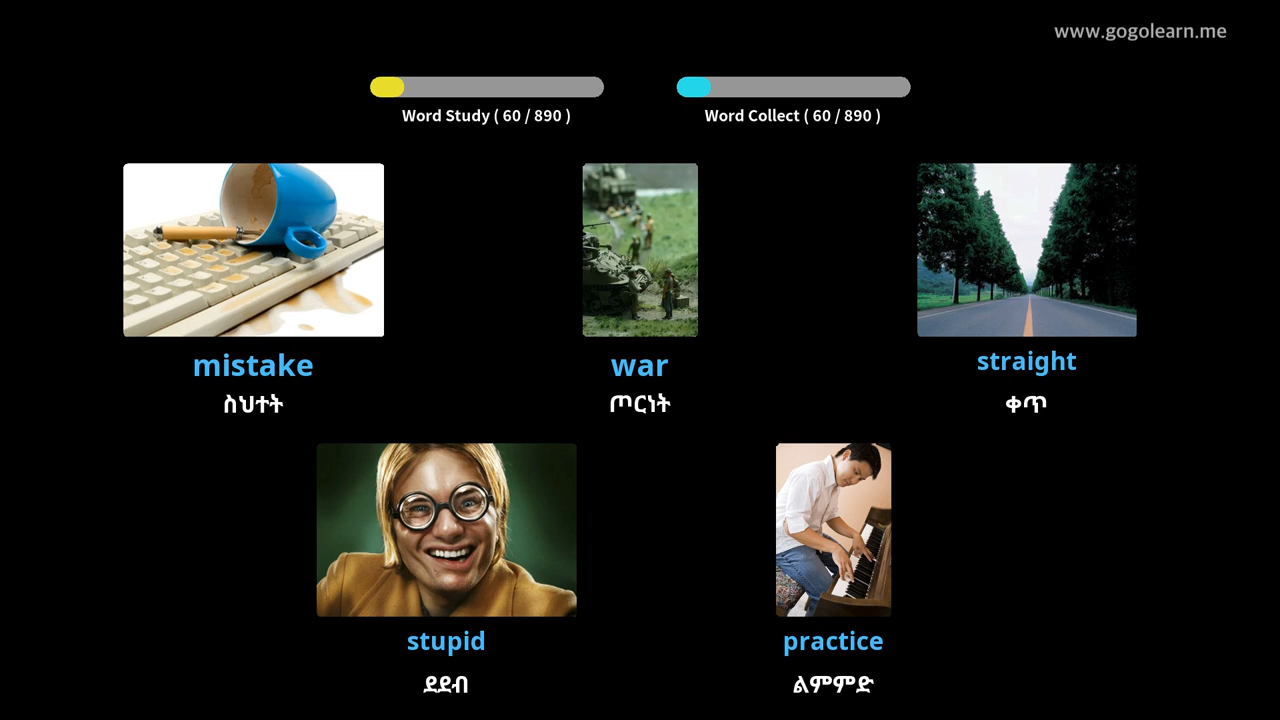 www.gogolearn.me
Word Study ( 60 / 890 )
Word Collect ( 60 / 890 )
mistake
ስህተት
war
ጦርነት
straight
ቀጥ
stupid
ደደብ
practice
ልምምድ